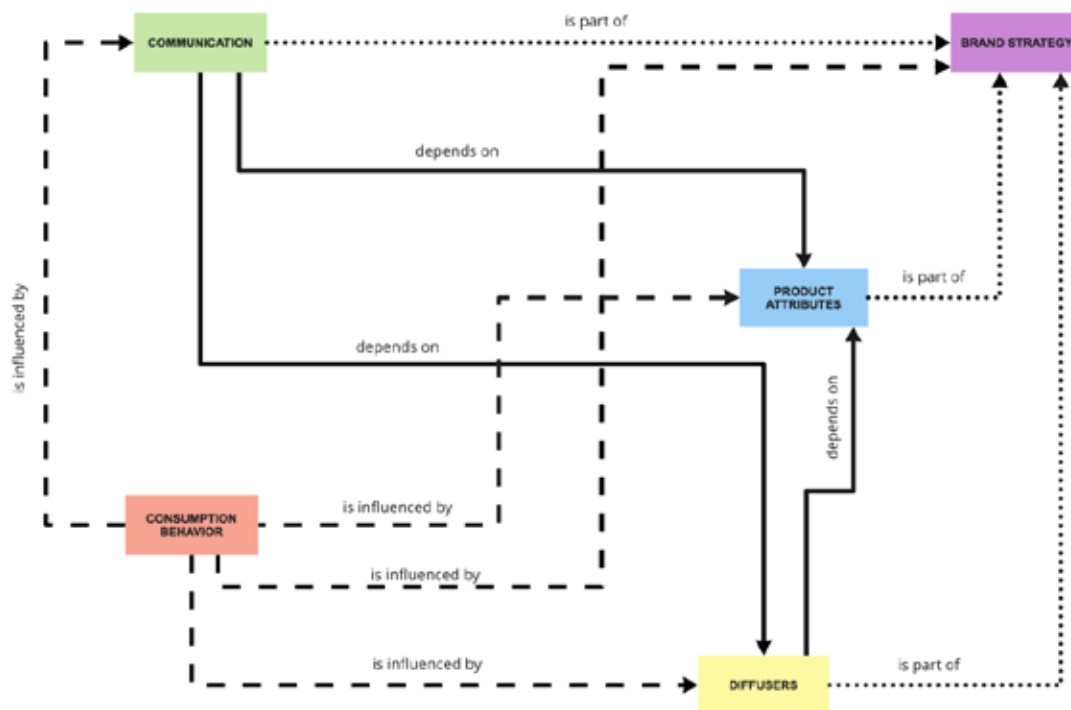 is part of
COMMUNICATION
BRAND STRATEGY
depends on
is part of
PRODUCT
ATTRIBUTES
is influenced by
depends on
depends on
CONSUMPTION
BEHAVIOR
is influenced by
is influenced by
is influenced by
is part of
DIFFUSERS